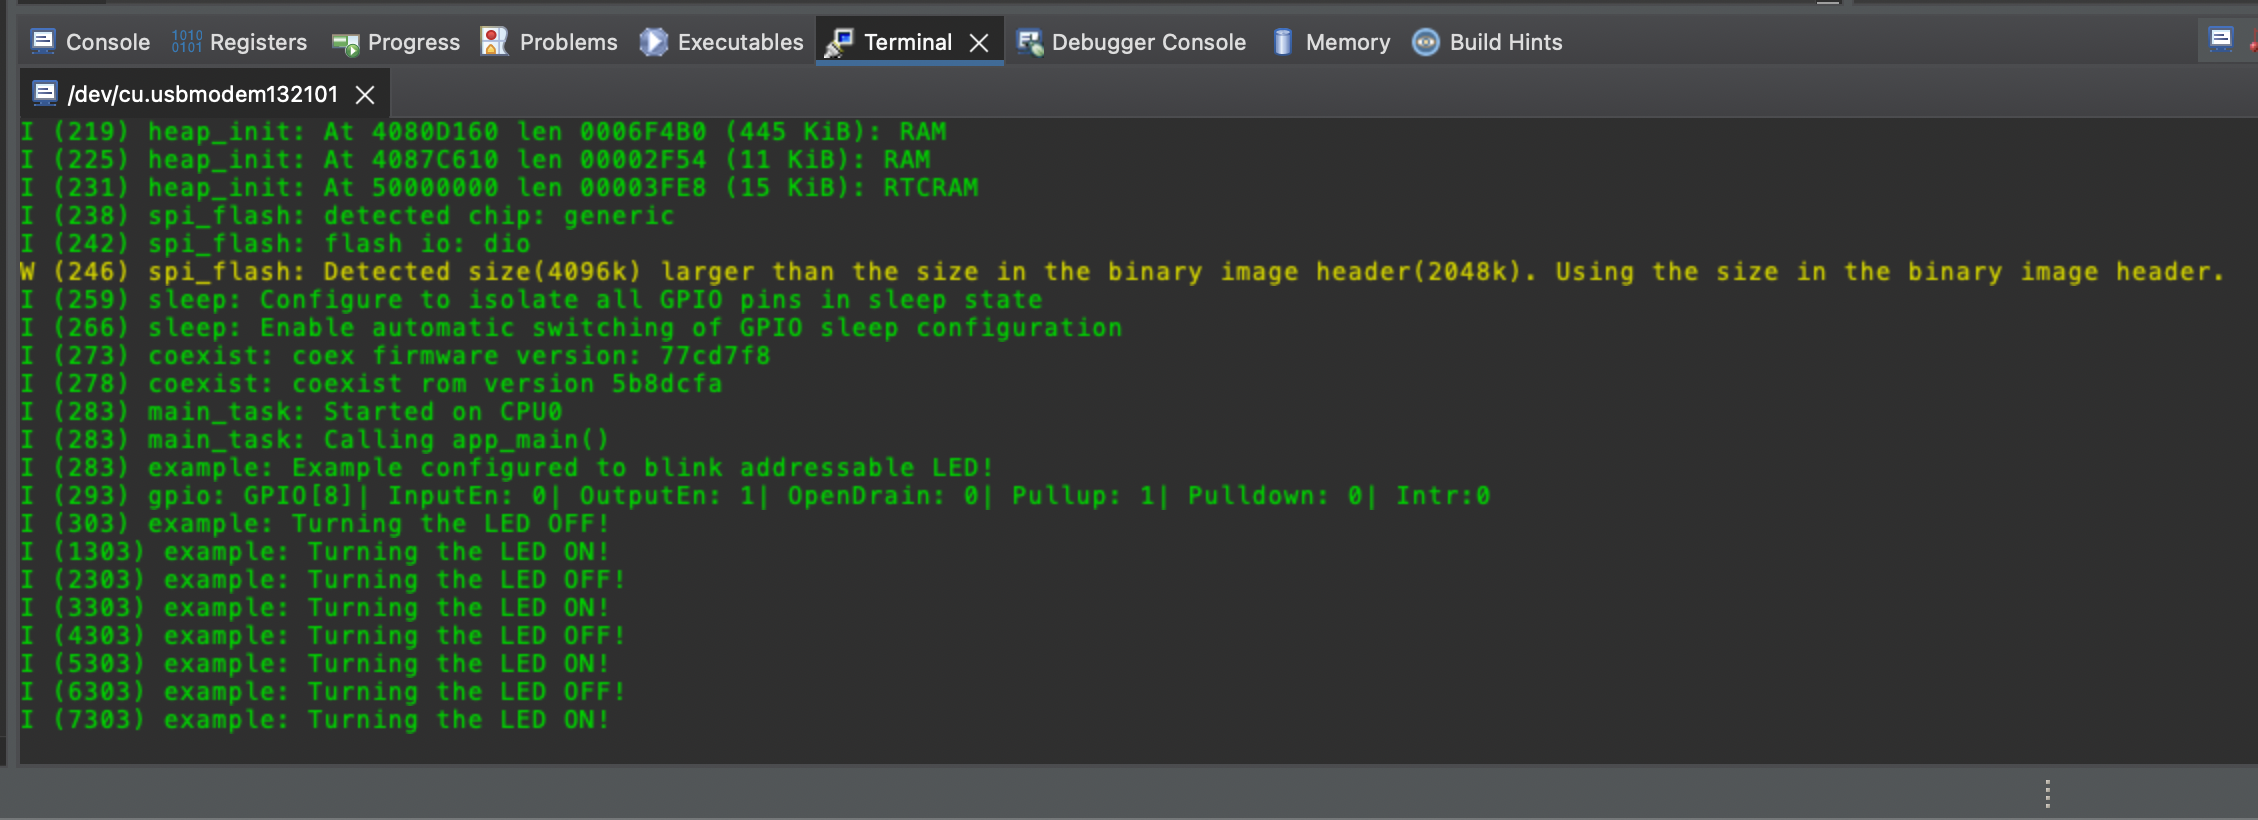 Console 1010 0101 Registers Progress Problems Executables Terminal Debugger Console Memory Build Hints
/dev/cu.usbmodem132101
I (219) heap_init: At 4080D160 len 0006F4B0 (445 KiB): RAM
I (225) heap_init: At 4087C610 len 00002F54 (11 KiB): RAM
I (231) heap_init: At 50000000 len 00003FE8 (15 KiB): RTCRAM
I (238) spi_flash: detected chip: generic
I (242) spi_flash: flash io: dio
W (246) spi_flash: Detected size(4096k) larger than the size in the binary image header(2048k). Using the size in the binary image header.
I (259) sleep: Configure to isolate all GPIO pins in sleep state
I (266) sleep: Enable automatic switching of GPIO sleep configuration
I (273) coexist: coex firmware version: 77cd7f8
I (278) coexist: coexist rom version 5b8dcfa
I (283) main_task: Started on CPU0
I (283) main_task: Calling app_main()
I (283) example: Example configured to blink addressable LED!
I (293) gpio: GPIO[8]| InputEn: 0| OutputEn: 1| OpenDrain: 0| Pullup: 1| Pulldown: 0| Intr:0
I (303) example: Turning the LED OFF!
I (1303) example: Turning the LED ON!
I (2303) example: Turning the LED OFF!
I (3303) example: Turning the LED ON!
I (4303) example: Turning the LED OFF!
I (5303) example: Turning the LED ON!
I (6303) example: Turning the LED OFF!
I (7303) example: Turning the LED ON!